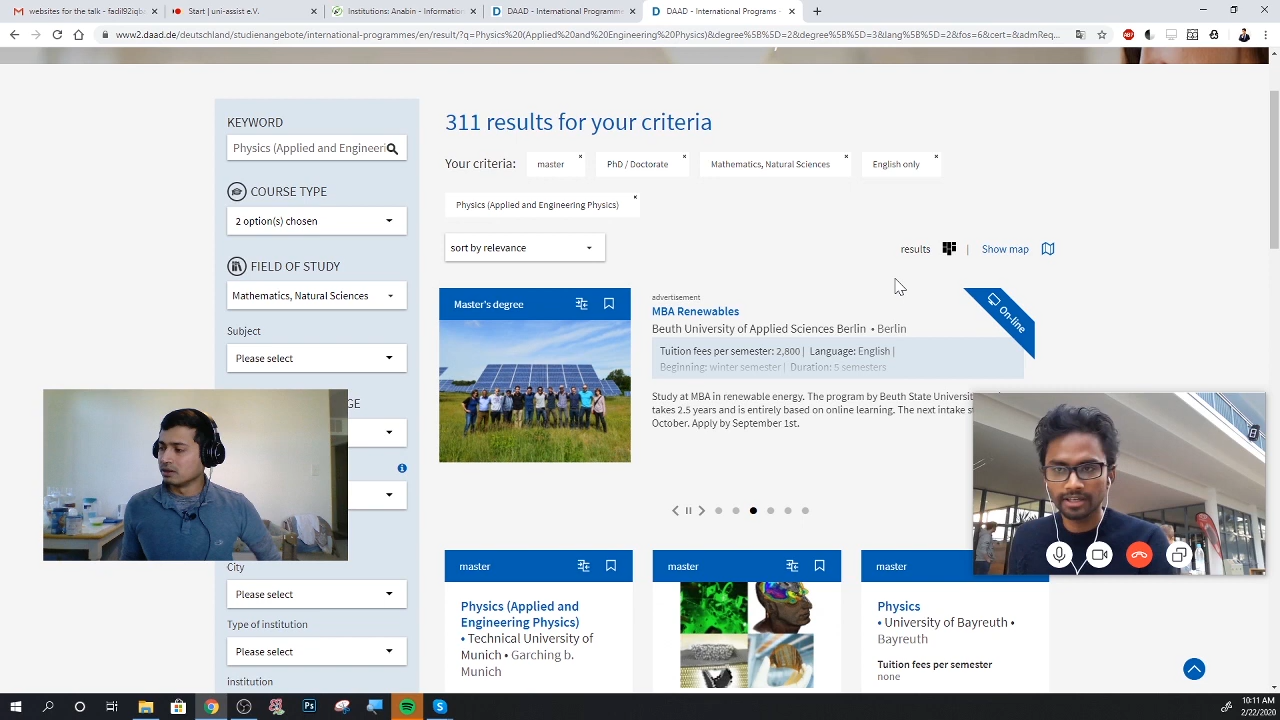 websites for the talk - fadil92iqb
Start | uni-assist e.V.
Institutions: Anabin - Information
DAAD - International Programme
DAAD - International Programs -
www2.daad.de/deutschland/studienangebote/international-programmes/en/result/?q=Physics%20(Applied%20and%20Engineering%20Physics)&degree%5B%5D=2&degree%5B%5D=3&lang%5B%5D=2&fos=6&cert=&admReq...
KEYWORD
Physics (Applied and Engineeri
COURSE TYPE
2 option(s) chosen
FIELD OF STUDY
Mathematics, Natural Sciences
Subject
Please select
GE
City
Please select
Type of institution
Please select
institution
311 results for your criteria
Your criteria:
master
PhD / Doctorate
Mathematics, Natural Sciences
English only
Physics (Applied and Engineering Physics)
sort by relevance
results | Show map
Master's degree
advertisement
MBA Renewables
Beuth University of Applied Sciences Berlin • Berlin
Tuition fees per semester: 2,800 | Language: English |
Beginning: winter semester | Duration: 5 semesters
On-line
Study at MBA in renewable energy. The program by Beuth State Universi
takes 2.5 years and is entirely based on online learning. The next intake s
October. Apply by September 1st.
master
Physics (Applied and
Engineering Physics)
• Technical University of
Munich • Garching b.
Munich
master
master
Physics
• University of Bayreuth •
Bayreuth
Tuition fees per semester
none
10:11 AM
2/22/2020